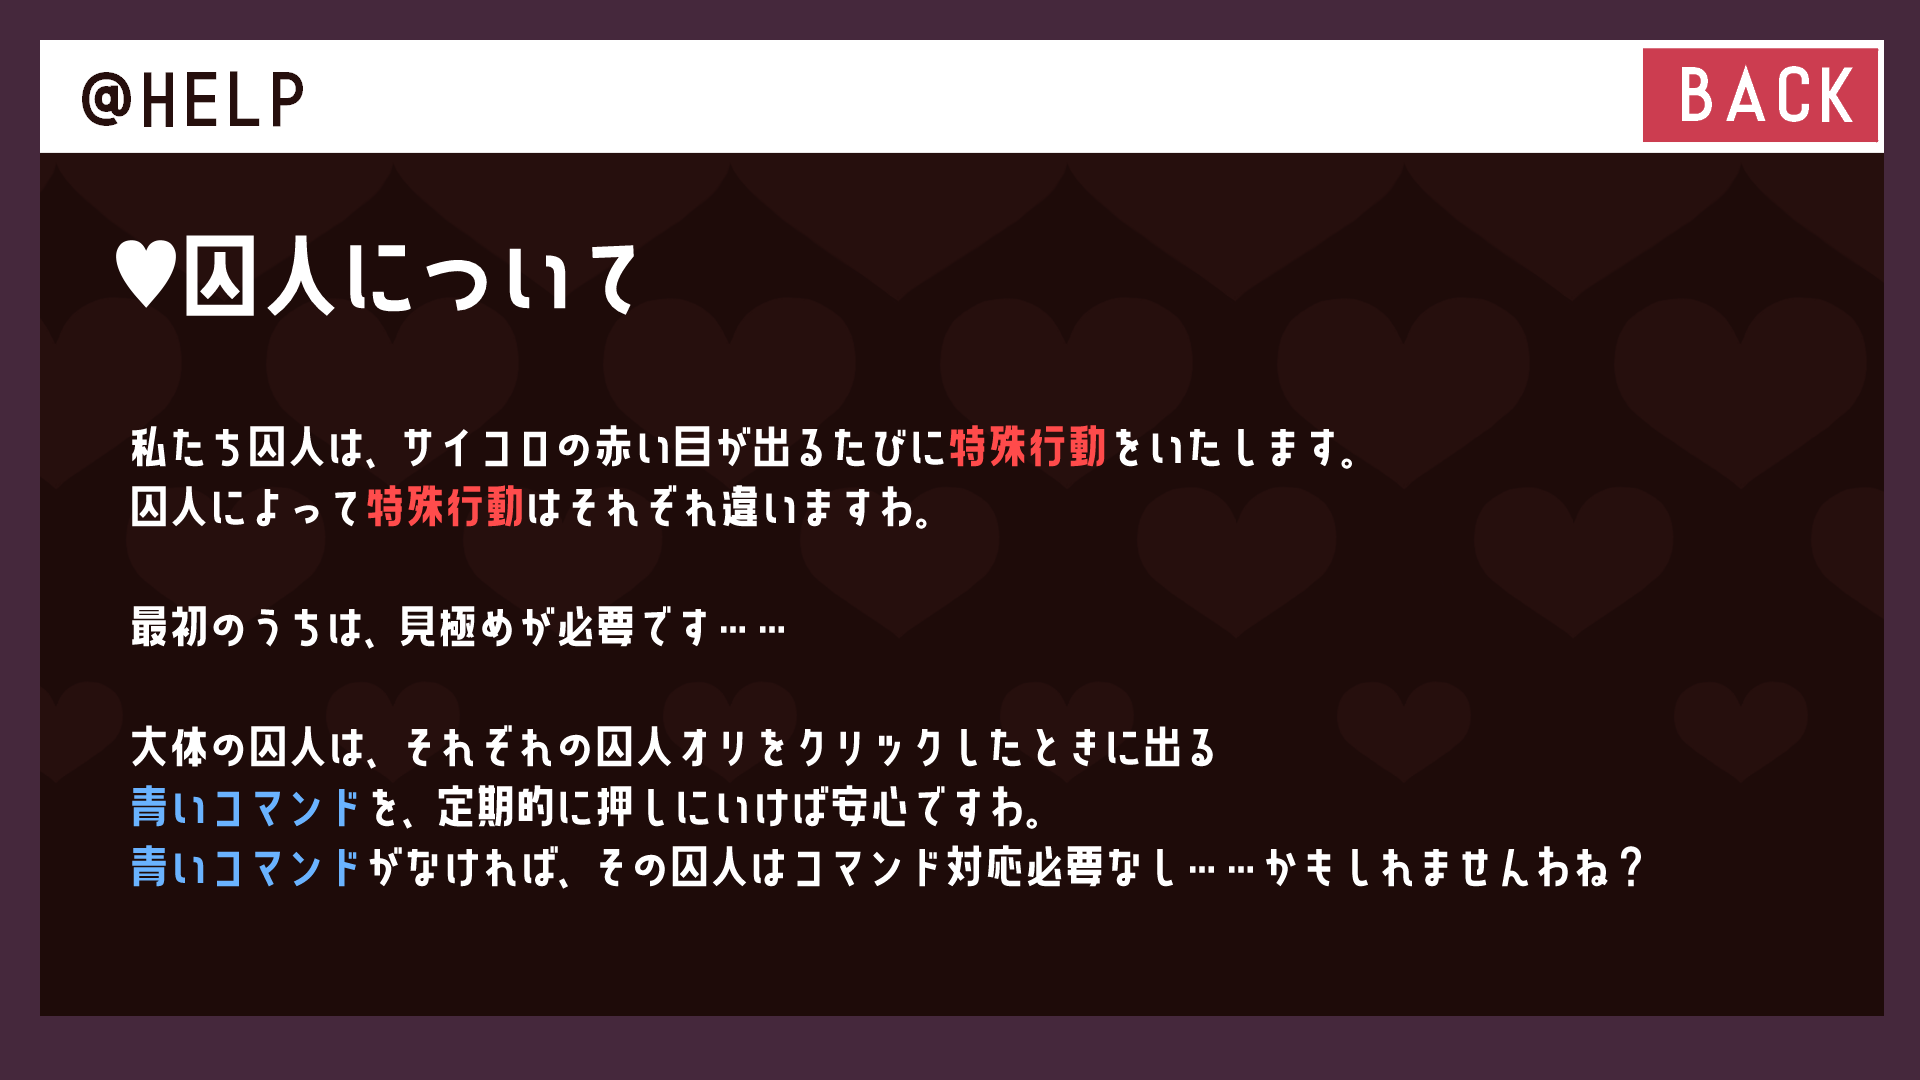 @HELP
BACK
♥囚人について
私たち囚人は、サイコロの赤い目が出るたびに特殊行動をいたします。
囚人によって特殊行動はそれぞれ違いますわ。
最初のうちは、見極めが必要です……
大体の囚人は、それぞれの囚人オリをクリックしたときに出る
青いコマンドを、定期的に押しにいけば安心ですわ。
青いコマンドがなければ、その囚人はコマンド対応必要なし……かもしれませんわね？